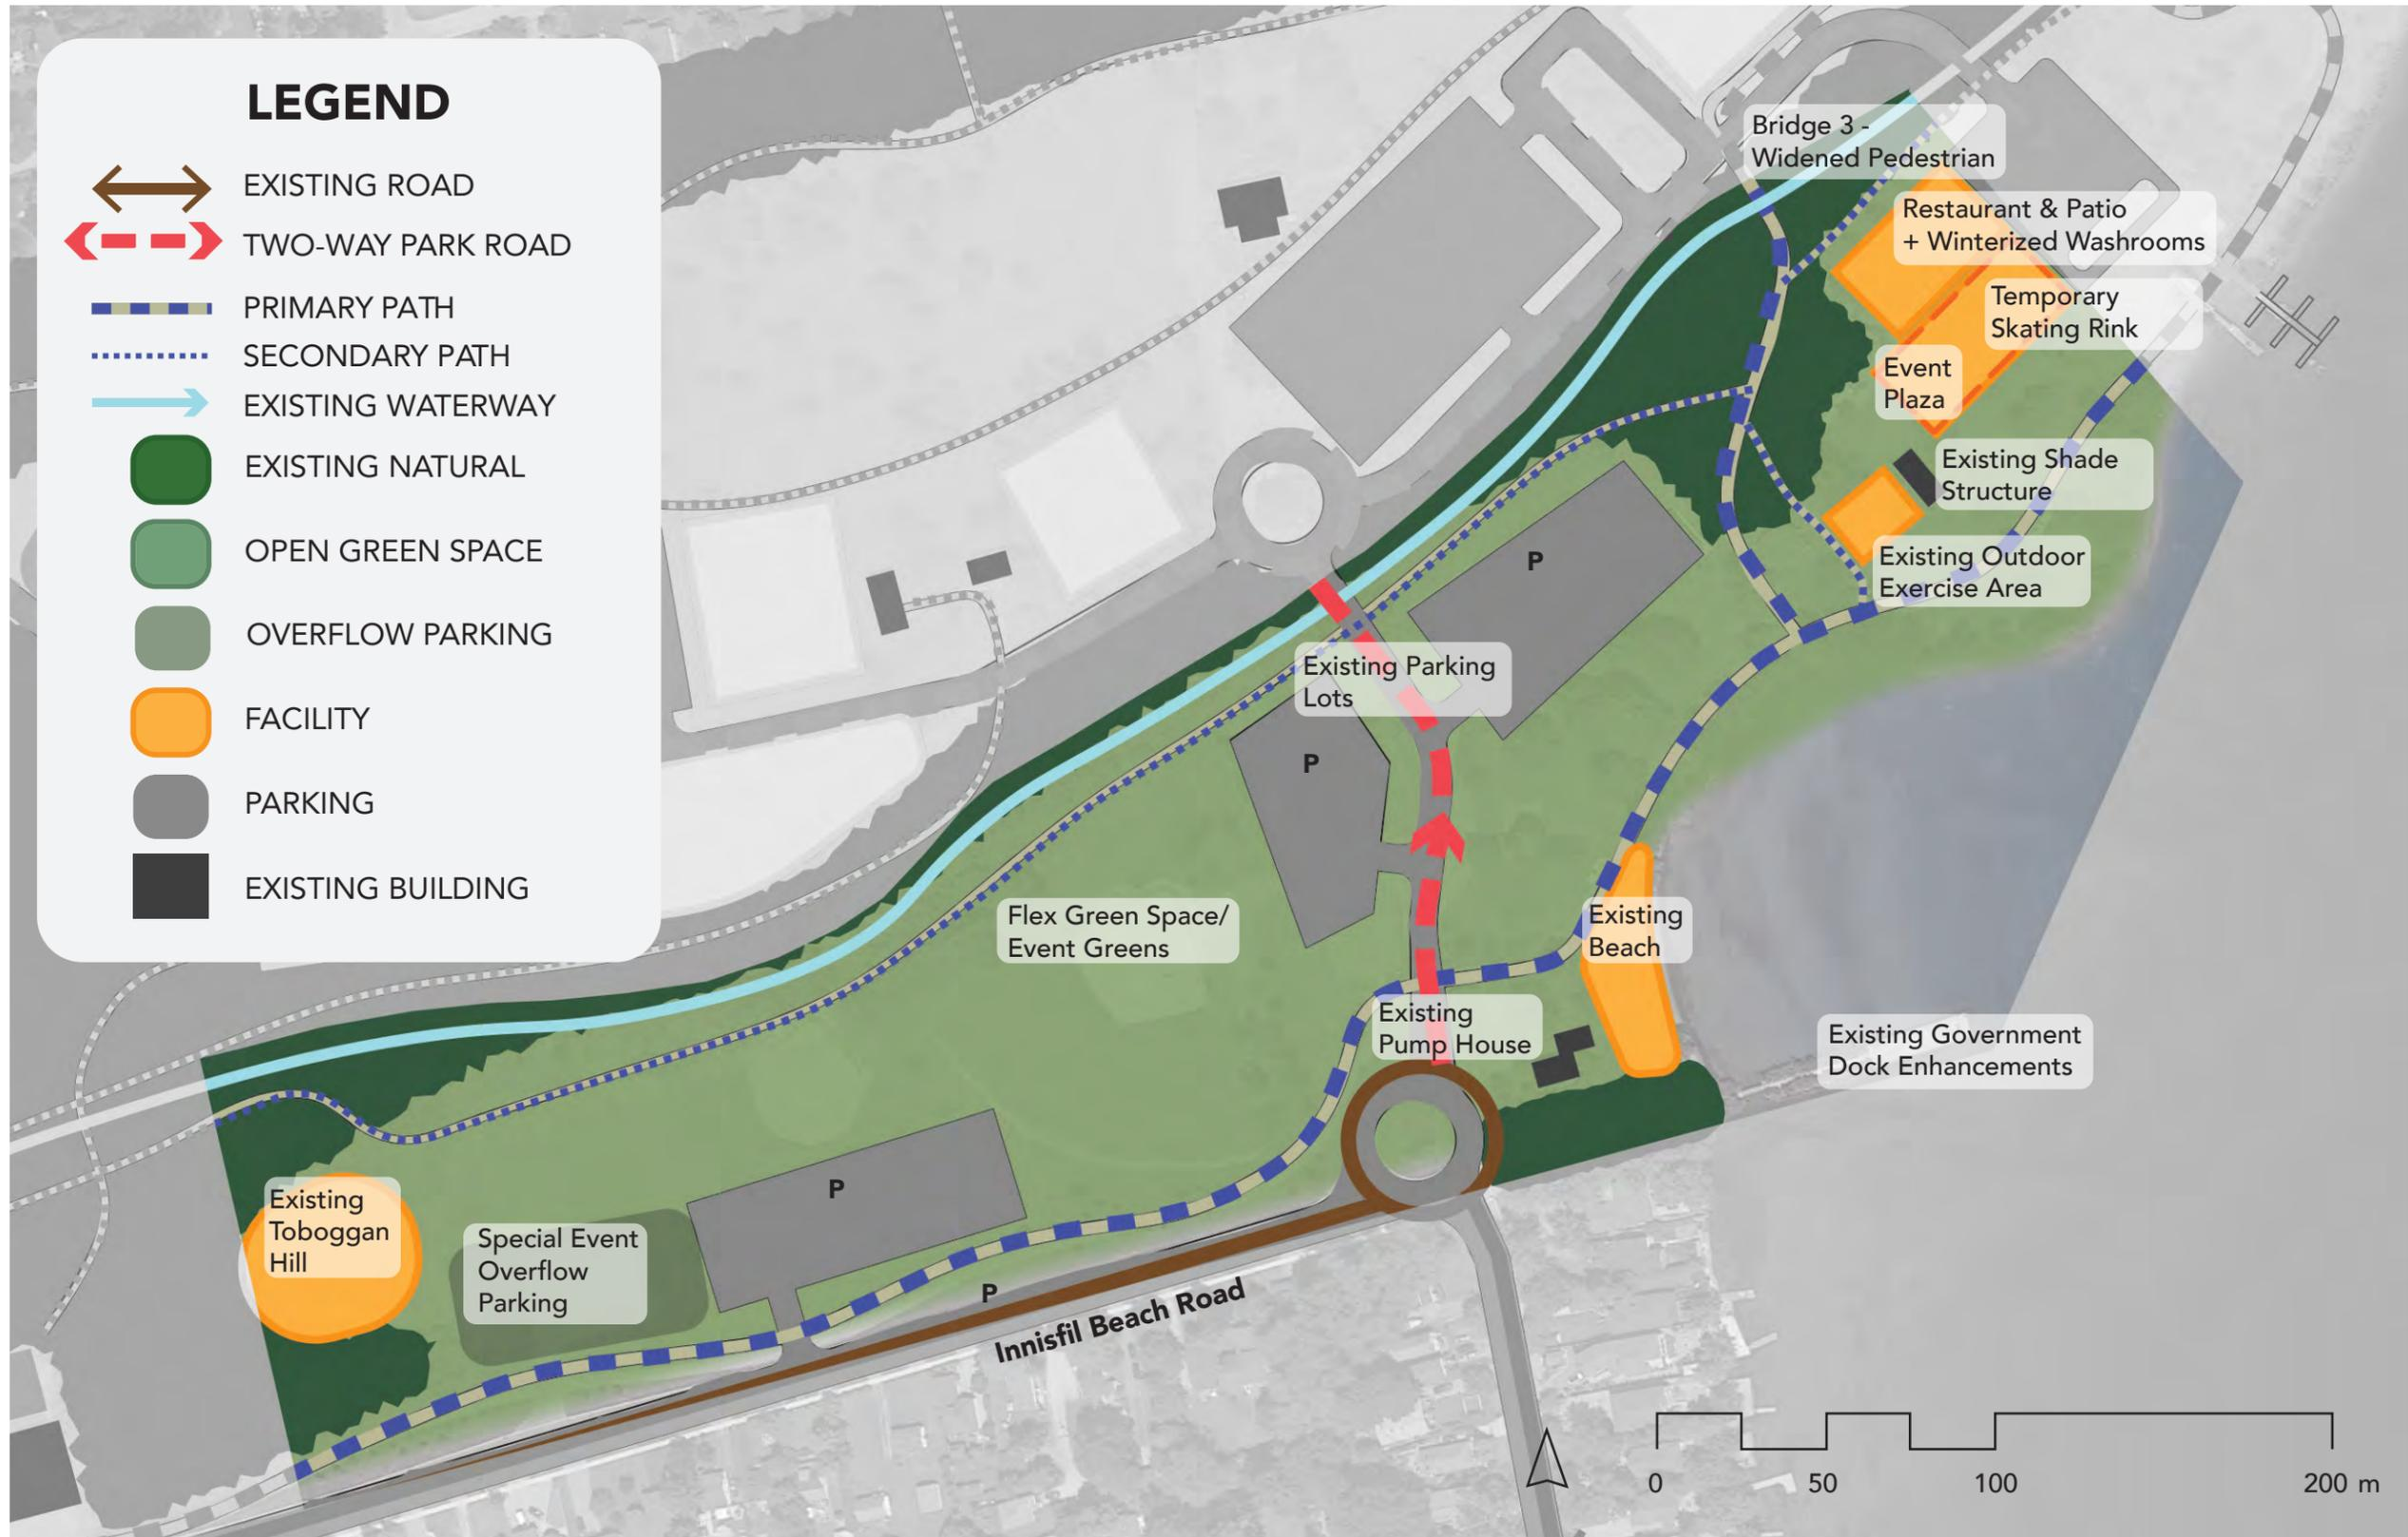 LEGEND
EXISTING ROAD
TWO-WAY PARK ROAD
PRIMARY PATH
SECONDARY PATH
EXISTING WATERWAY
EXISTING NATURAL
OPEN GREEN SPACE
OVERFLOW PARKING
FACILITY
PARKING
EXISTING BUILDING
Bridge 3 -
Widened Pedestrian
Restaurant & Patio
+ Winterized Washrooms
Temporary
Skating Rink
Event
Plaza
Existing Shade
Structure
Existing Outdoor
Exercise Area
P
Existing Parking
Lots
P
Flex Green Space/
Event Greens
Existing
Beach
Existing
Pump House
Existing Government
Dock Enhancements
P
Existing
Toboggan
Hill
Special Event
Overflow
Parking
P
Innisfil Beach Road
0 50 100 200 m